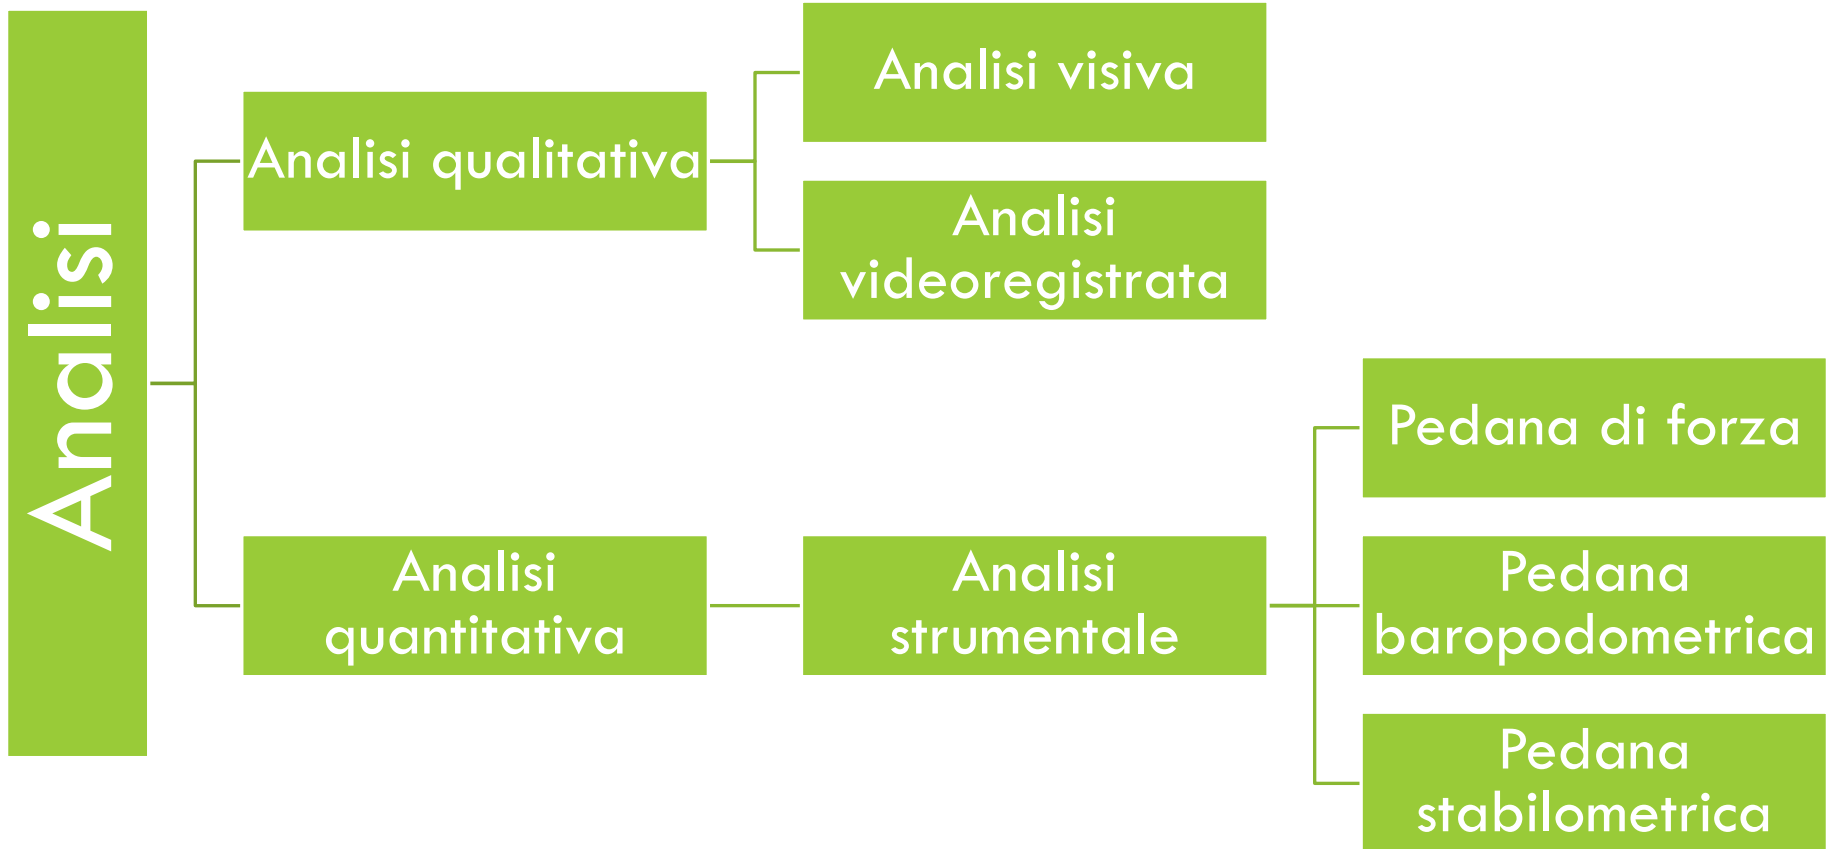 Analisi
Analisi qualitativa
Analisi visiva
Analisi
videoregistrata
Analisi
quantitativa
Analisi
strumentale
Pedana di forza
Pedana
baropodometrica
Pedana
stabilometrica